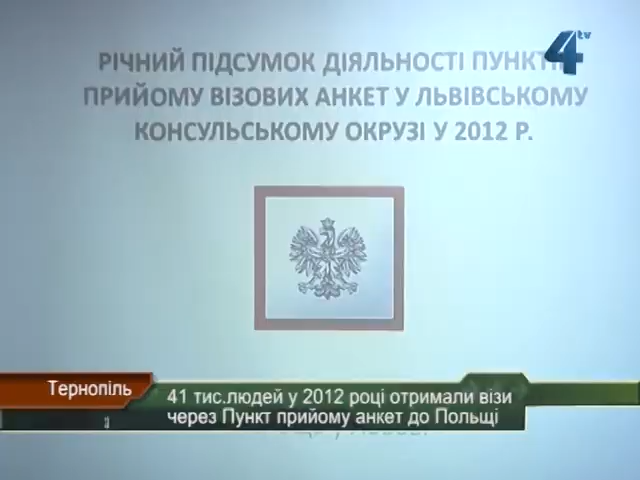 4tv
РІЧНИЙ ПІДСУМОК ДІЯЛЬНОСТІ
ПРИЙОМУ ВІЗОВИХ АНКЕТ У ЛЬВІВСЬКОМУ
КОНСУЛЬСЬКОМУ ОКРУЗІ У 2012 Р.
Тернопіль
41 тис.людей у 2012 році отримали візи
через Пункт прийому анкет до Польщі